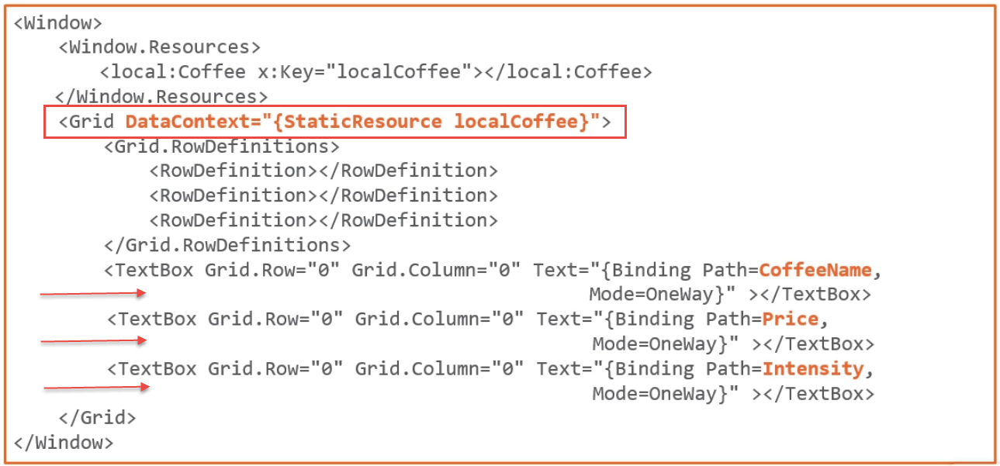 <Window>
<Window.Resources>
<local:Coffee x:Key="localCoffee"></local:Coffee>
</Window.Resources>
<Grid DataContext="{StaticResource localCoffee}">
<Grid.RowDefinitions>
<RowDefinition></RowDefinition>
<RowDefinition></RowDefinition>
<RowDefinition></RowDefinition>
</Grid.RowDefinitions>
<TextBox Grid.Row="0" Grid.Column="0" Text="{Binding Path=CoffeeName,
Mode=OneWay}" ></TextBox>
<TextBox Grid.Row="0" Grid.Column="0" Text="{Binding Path=Price,
Mode=OneWay}" ></TextBox>
<TextBox Grid.Row="0" Grid.Column="0" Text="{Binding Path=Intensity,
Mode=OneWay}" ></TextBox>
</Grid>
</Window>